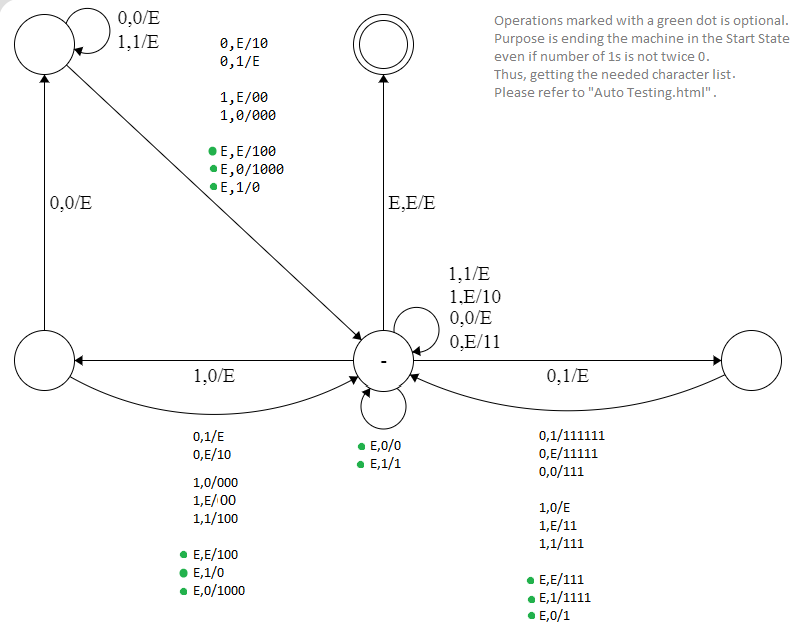 0,0/E
1,1/E
0,E/10
0,1/E
1,E/00
1,0/000
E,E/100
E,0/1000
E,1/0
Operations marked with a green dot is optional.
Purpose is ending the machine in the Start State
even if number of 1s is not twice 0.
Thus, getting the needed character list.
Please refer to "Auto Testing.html" .
0,0/E
E,E/E
1,1/E
1,E/10
0,0/E
0,E/11
-
1,0/E
0,1/E
0,1/E
0,E/10
1,0/000
1,E/00
1,1/100
E,E/100
E,1/0
E,0/1000
E,0/0
E,1/1
0,1/111111
0,E/11111
0,0/111
1,0/E
1,E/11
1,1/111
E,E/111
E,1/1111
E,0/1